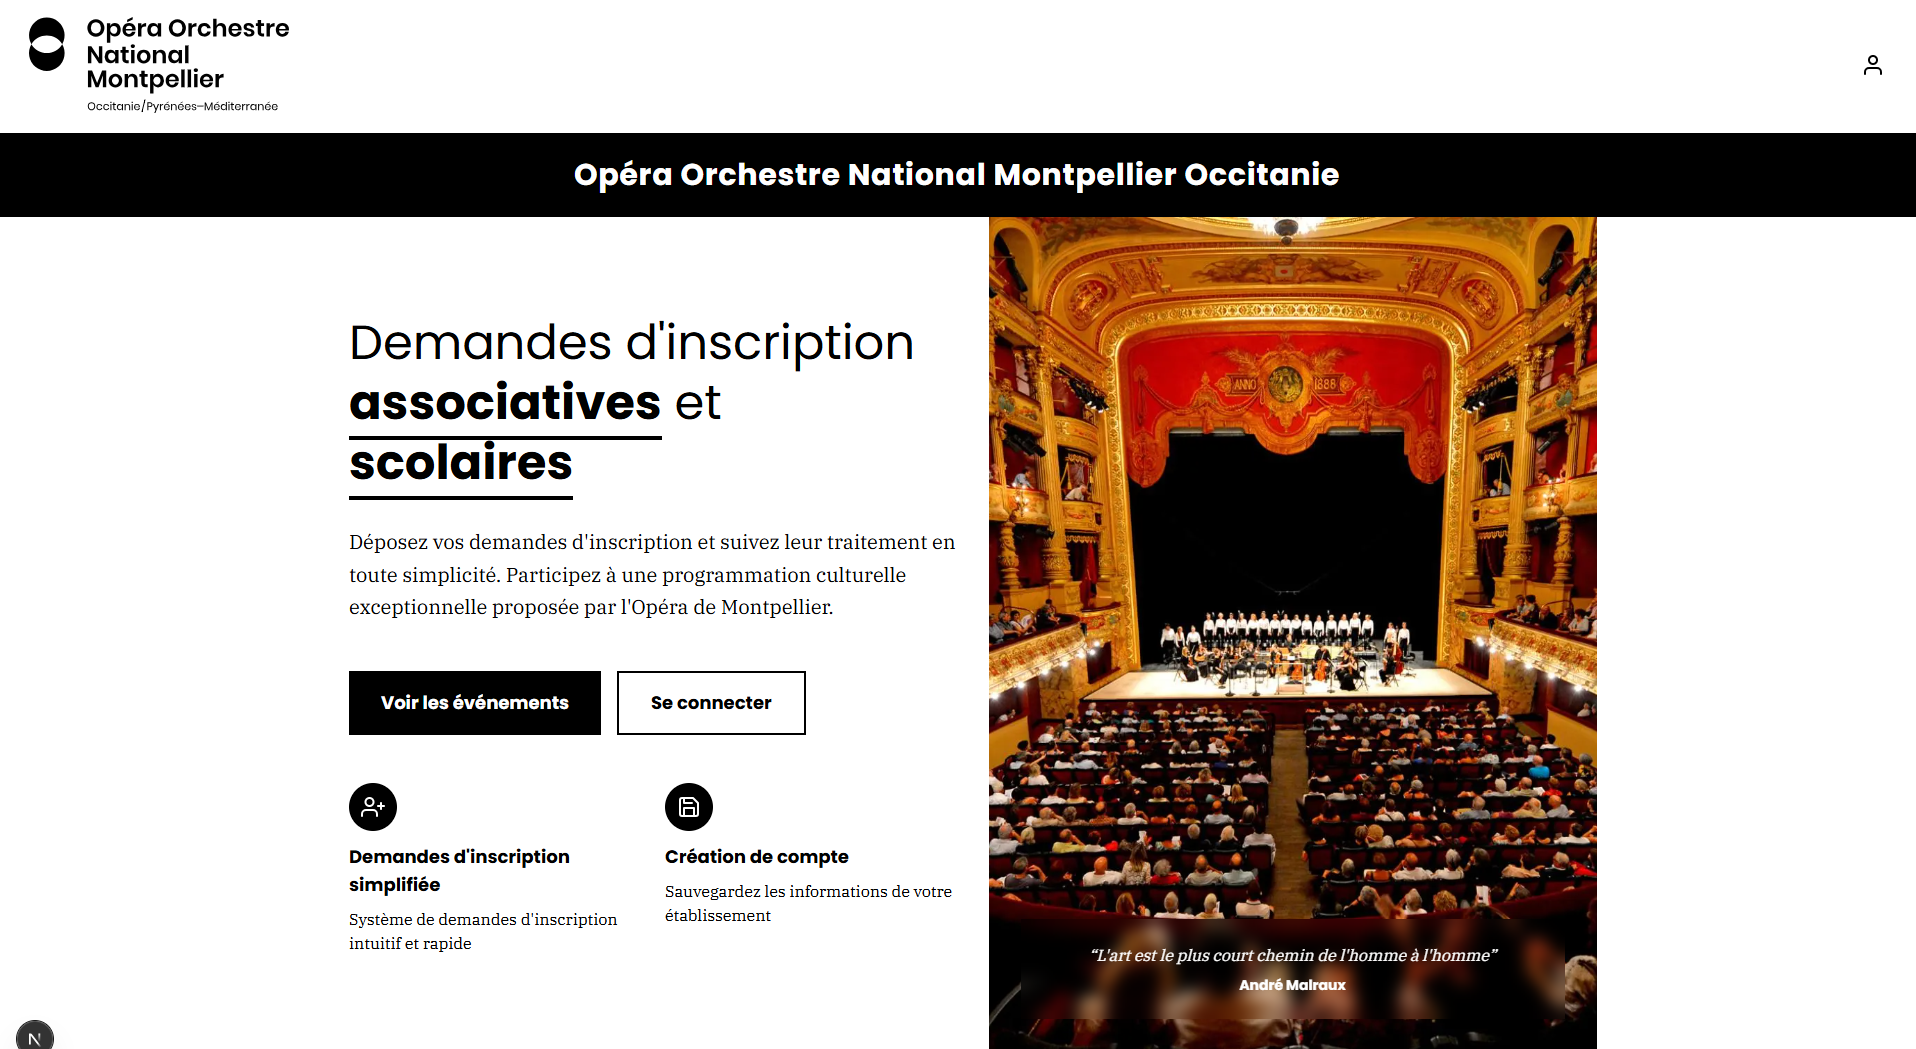 Opéra Orchestre
National
Montpellier
Occitanie/Pyrénées–Méditerranée
Opéra Orchestre National Montpellier Occitanie
Demandes d'inscription
associatives et
scolaires
Déposez vos demandes d'inscription et suivez leur traitement en
toute simplicité. Participez à une programmation culturelle
exceptionnelle proposée par l'Opéra de Montpellier.
Voir les événements
Se connecter
Demandes d'inscription
simplifiée
Système de demandes d'inscription
intuitif et rapide
Création de compte
Sauvegardez les informations de votre
établissement
ANNO 1888
“L'art est le plus court chemin de l'homme à l'homme”
André Malraux
N